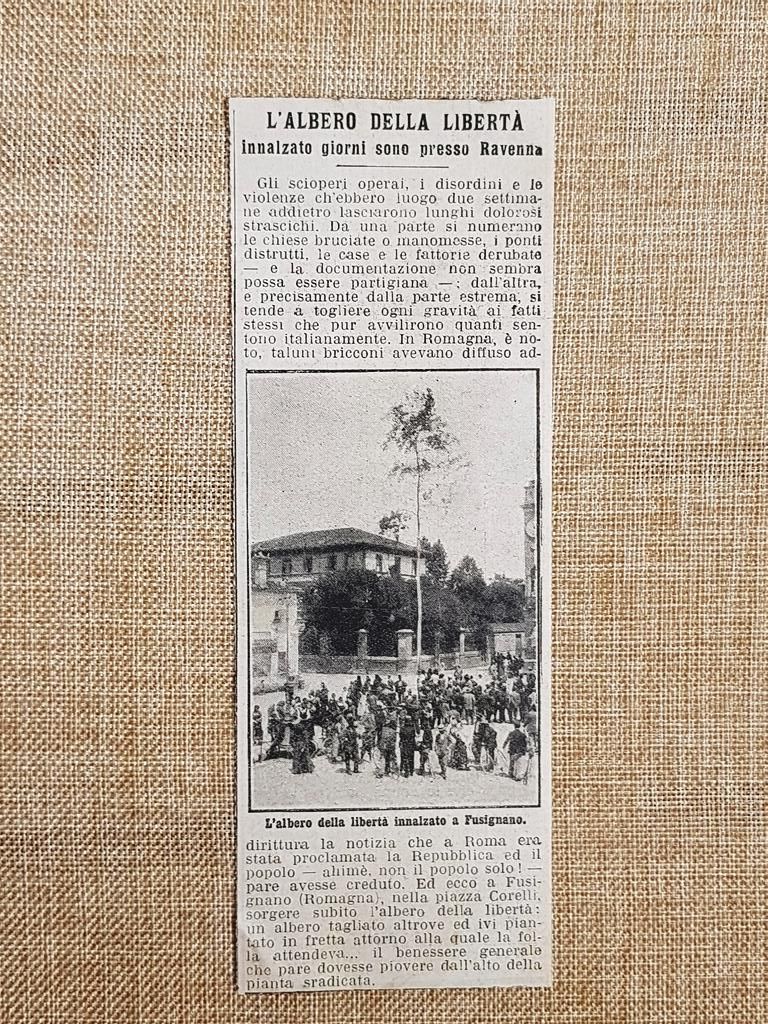 L'ALBERO DELLA LIBERTÀ
innalzato giorni sono presso Ravenna
Gli scioperi operai, i disordini e le
violenze ch'ebbero luogo due settima-
ne addietro lasciarono lunghi dolorosi
strascichi. Da una parte si numerano
le chiese bruciate o manomesse, i ponti
distrutti, le case e le fattorie derubate
— e la documentazione non sembra
possa essere partigiana —; dall'altra,
e precisamente dalla parte estrema, si
tende a togliere ogni gravità ai fatti
stessi che pur avvilirono quanti sen-
tono italianamente. In Romagna, è no-
to, taluni bricconi avevano diffuso ad-
L'albero della libertà innalzato a Fusignano.
dirittura la notizia che a Roma era
stata proclamata la Repubblica ed il
popolo — ahimè, non il popolo solo! —
pare avesse creduto. Ed ecco a Fusi-
gnano (Romagna), nella piazza Corelli,
sorgere subito l'albero della libertà:
un albero tagliato altrove ed ivi pian-
tato in fretta attorno alla quale la fol-
la attendeva... il benessere generale
che pare dovesse piovere dall'alto della
pianta sradicata.